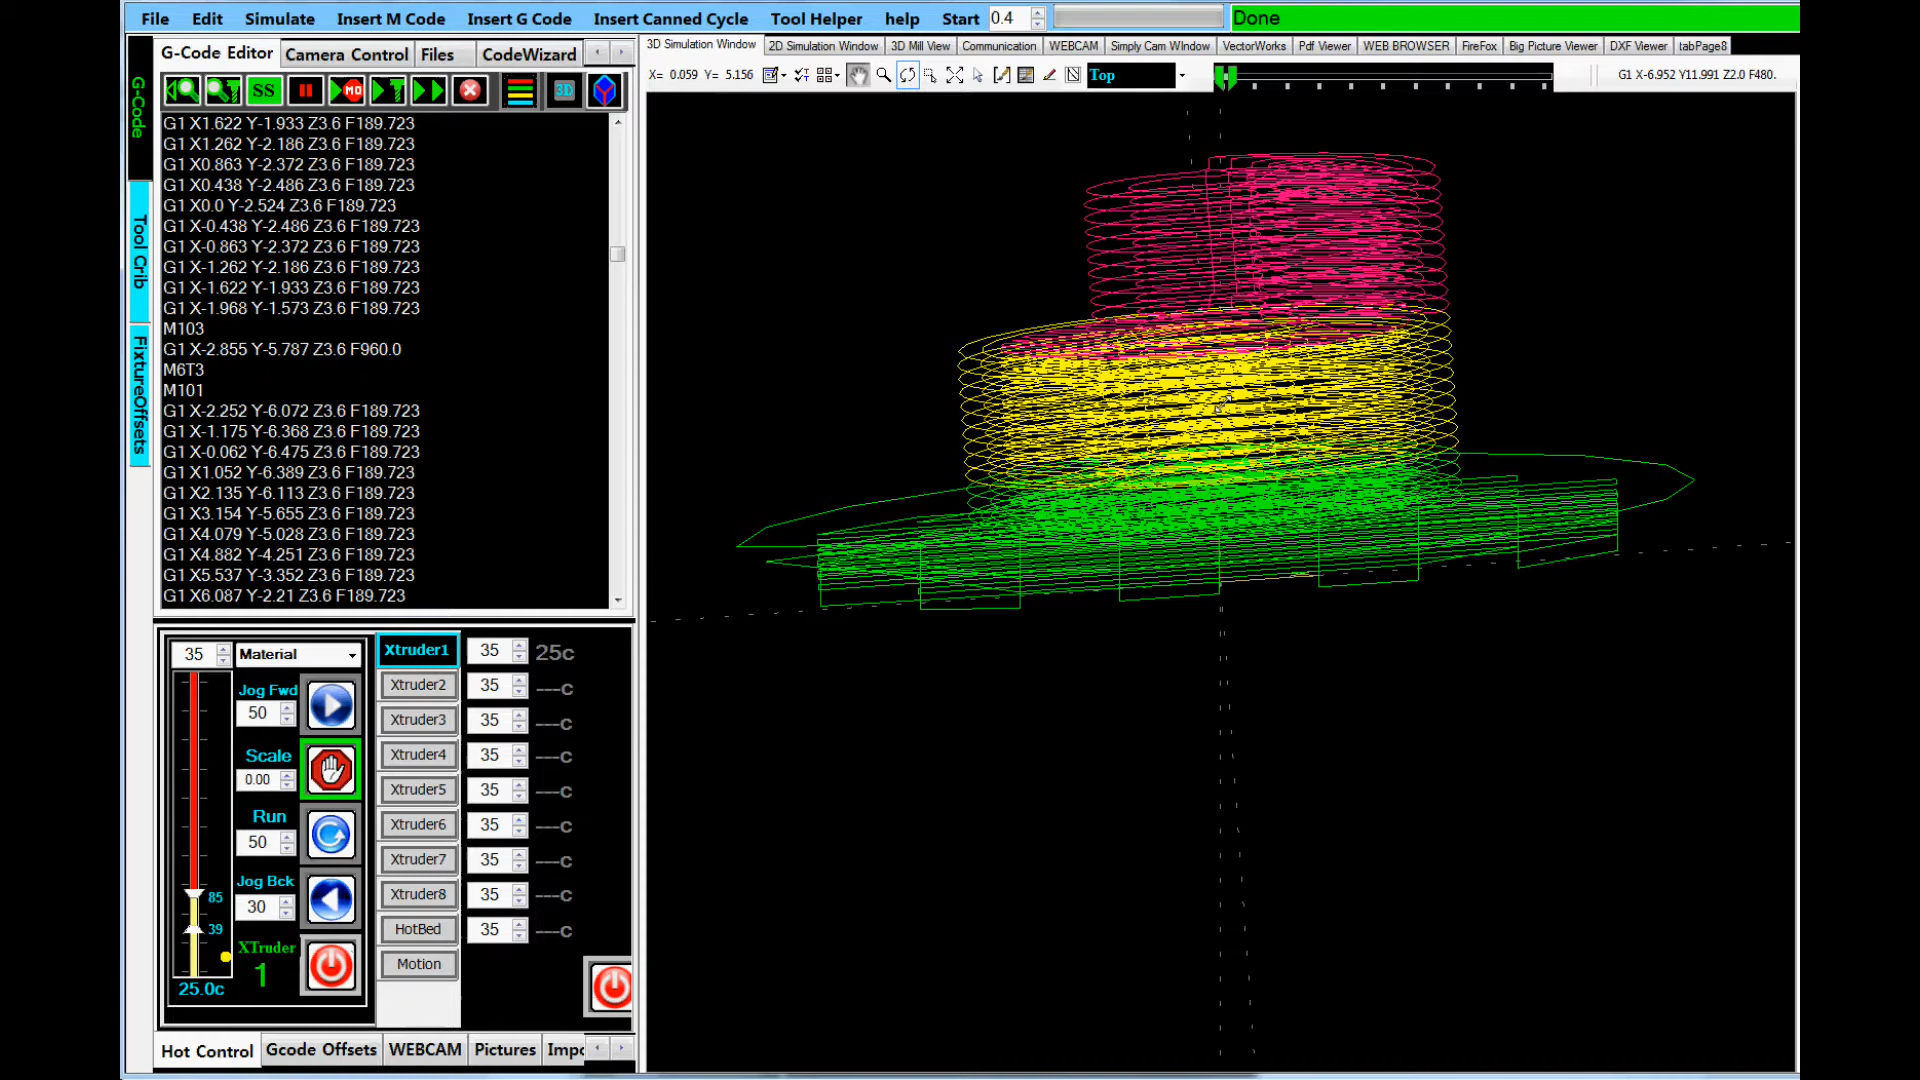 File Edit Simulate Insert M Code Insert G Code Insert Canned Cycle Tool Helper help Start 0.4 Done
G-Code Editor Camera Control Files CodeWizard
3D Simulation Window 2D Simulation Window 3D Mill View Communication WEBCAM Simply Cam WIndow VectorWorks Pdf Viewer WEB BROWSER FireFox Big Picture Viewer DXF Viewer tabPage8
SS MO 3D
X= 0.059 Y= 5.156 Top G1 X-6.952 Y11.991 Z2.0 F480.
G-Code
Tool Crib
FixtureOffsets
G1 X1.622 Y-1.933 Z3.6 F189.723
G1 X1.262 Y-2.186 Z3.6 F189.723
G1 X0.863 Y-2.372 Z3.6 F189.723
G1 X0.438 Y-2.486 Z3.6 F189.723
G1 X0.0 Y-2.524 Z3.6 F189.723
G1 X-0.438 Y-2.486 Z3.6 F189.723
G1 X-0.863 Y-2.372 Z3.6 F189.723
G1 X-1.262 Y-2.186 Z3.6 F189.723
G1 X-1.622 Y-1.933 Z3.6 F189.723
G1 X-1.968 Y-1.573 Z3.6 F189.723
M103
G1 X-2.855 Y-5.787 Z3.6 F960.0
M6T3
M101
G1 X-2.252 Y-6.072 Z3.6 F189.723
G1 X-1.175 Y-6.368 Z3.6 F189.723
G1 X-0.062 Y-6.475 Z3.6 F189.723
G1 X1.052 Y-6.389 Z3.6 F189.723
G1 X2.135 Y-6.113 Z3.6 F189.723
G1 X3.154 Y-5.655 Z3.6 F189.723
G1 X4.079 Y-5.028 Z3.6 F189.723
G1 X4.882 Y-4.251 Z3.6 F189.723
G1 X5.537 Y-3.352 Z3.6 F189.723
G1 X6.087 Y-2.21 Z3.6 F189.723
35 Material
Jog Fwd
50
Scale
0.00
Run
50
Jog Bck
30
85
39
XTruder
1
25.0c
Xtruder1 35 25c
Xtruder2 35 ---c
Xtruder3 35 ---c
Xtruder4 35 ---c
Xtruder5 35 ---c
Xtruder6 35 ---c
Xtruder7 35 ---c
Xtruder8 35 ---c
HotBed 35 ---c
Motion
Hot Control Gcode Offsets WEBCAM Pictures Impo